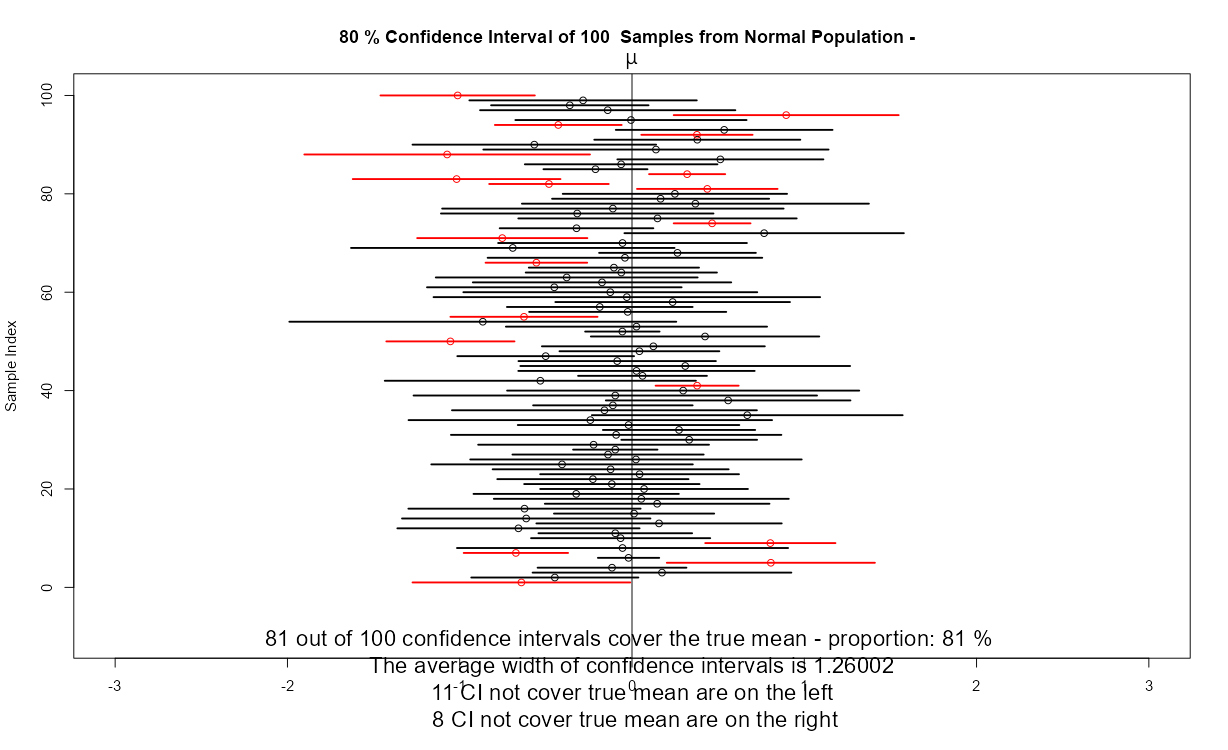 80 % Confidence Interval of 100  Samples from Normal Population -
μ
100
80
60
40
20
0
Sample Index
81 out of 100 confidence intervals cover the true mean - proportion: 81 %
The average width of confidence intervals is 1.26002
-3 -2 -1 0 1 2 3
11 CI not cover true mean are on the left
8 CI not cover true mean are on the right